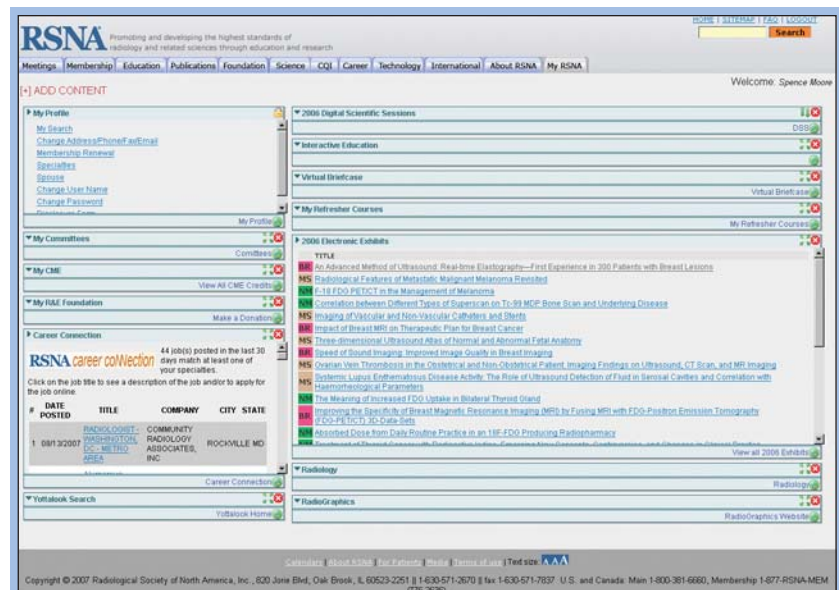 HOME | SITEMAP | FAQ | LOGOUT
RSNA Promoting and developing the highest standards of
radiology and related sciences through education and research
Search
Meetings Membership Education Publications Foundation Science CQI Career Technology International About RSNA My RSNA
Welcome: Spence Moore
[+] ADD CONTENT
My Profile
My Search
Change Address/Phone/Fax/Email
Membership Renewal
Specialties
Spouse
Change User Name
Change Password
My Profile
My Committees
Comittees
My CME
View All CME Credits
My R&E Foundation
Make a Donation
Career Connection
RSNA career coNNection
44 job(s) posted in the last 30
days match at least one of
your specialties.
Click on the job title to see a description of the job and/or to apply for
the job online.
# DATE POSTED TITLE COMPANY CITY STATE
1 08/13/2007 RADIOLOGIST - WASHINGTON, DC - METRO AREA COMMUNITY RADIOLOGY ASSOCIATES, INC ROCKVILLE MD
Career Connection
Yottalook Search
Yottalook Home
2006 Digital Scientific Sessions
DSS
Interactive Education
Virtual Briefcase
Virtual Briefcase
My Refresher Courses
My Refresher Courses
2006 Electronic Exhibits
TITLE
BR An Advanced Method of Ultrasound: Real-time Elastography—First Experience in 300 Patients with Breast Lesions
MS Radiological Features of Metastatic Malignant Melanoma Revisited
NM F-18 FDG PET/CT in the Management of Melanoma
NM Correlation between Different Types of Superscan on Tc-99 MDP Bone Scan and Underlying Disease
MS Imaging of Vascular and Non-Vascular Catheters and Stents
BR Impact of Breast MRI on Therapeutic Plan for Breast Cancer
MS Three-dimensional Ultrasound Atlas of Normal and Abnormal Fetal Anatomy
BR Speed of Sound Imaging: Improved Image Quality in Breast Imaging
MS Ovarian Vein Thrombosis in the Obstetrical and Non-Obstetrical Patient: Imaging Findings on Ultrasound, CT Scan, and MR Imaging
MS Systemic Lupus Erythematosus Disease Activity: The Role of Ultrasound Detection of Fluid in Serosal Cavities and Correlation with
Haemorheological Parameters
NM The Meaning of Increased FDG Uptake in Bilateral Thyroid Gland
BR Improving the Specificity of Breast Magnetic Resonance Imaging (MRI) by Fusing MRI with FDG-Positron Emission Tomography
(FDG-PET/CT) 3D-Data-Sets
NM Absorbed Dose from Daily Routine Practice in an 18F-FDG Producing Radiopharmacy
View all 2006 Exhibits
Radiology
Radiology
RadioGraphics
RadioGraphics Website
Calendars | About RSNA | For Patients | Media | Terms of use | Text size: A A A
Copyright © 2007 Radiological Society of North America, Inc., 820 Jorie Blvd, Oak Brook, IL 60523-2251 || 1-630-571-2670 || fax 1-630-571-7837 U.S. and Canada: Main 1-800-381-6660, Membership 1-877-RSNA-MEM